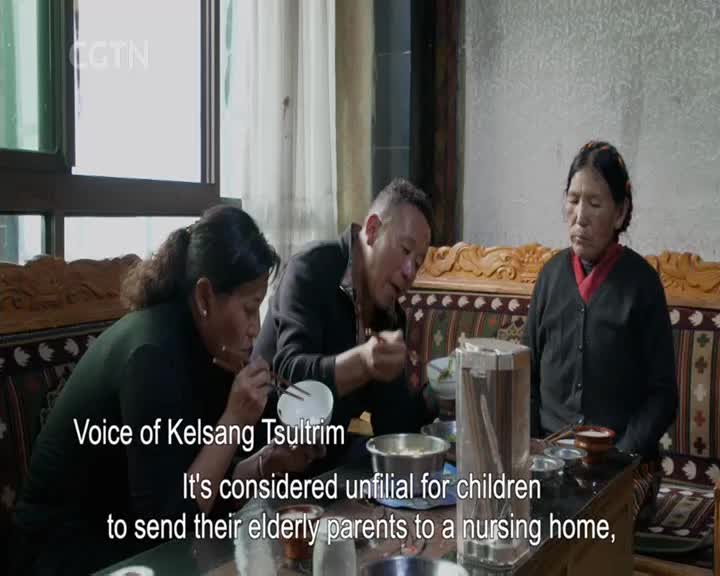 CGTN
Voice of Kelsang Tsultrim
It's considered unfilial for children
to send their elderly parents to a nursing home,